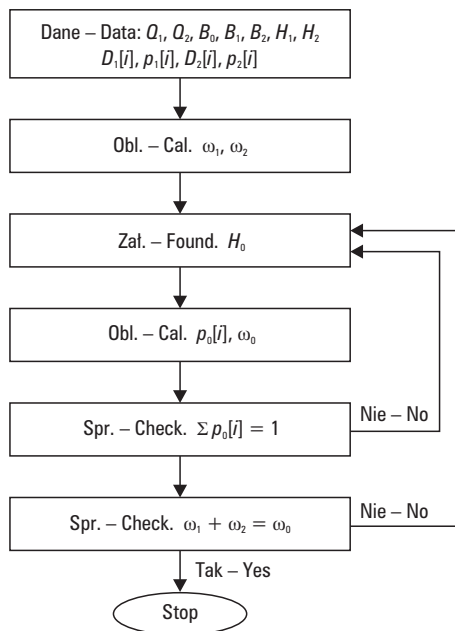 Dane – Data: Q₁, Q₂, B₀, B₁, B₂, H₁, H₂
D₁[i], p₁[i], D₂[i], p₂[i]
Obl. – Cal. ω₁, ω₂
Zał. – Found. H₀
Obl. – Cal. p₀[i], ω₀
Spr. – Check. Σ p₀[i] = 1
Nie – No
Spr. – Check. ω₁ + ω₂ = ω₀
Nie – No
Tak – Yes
Stop